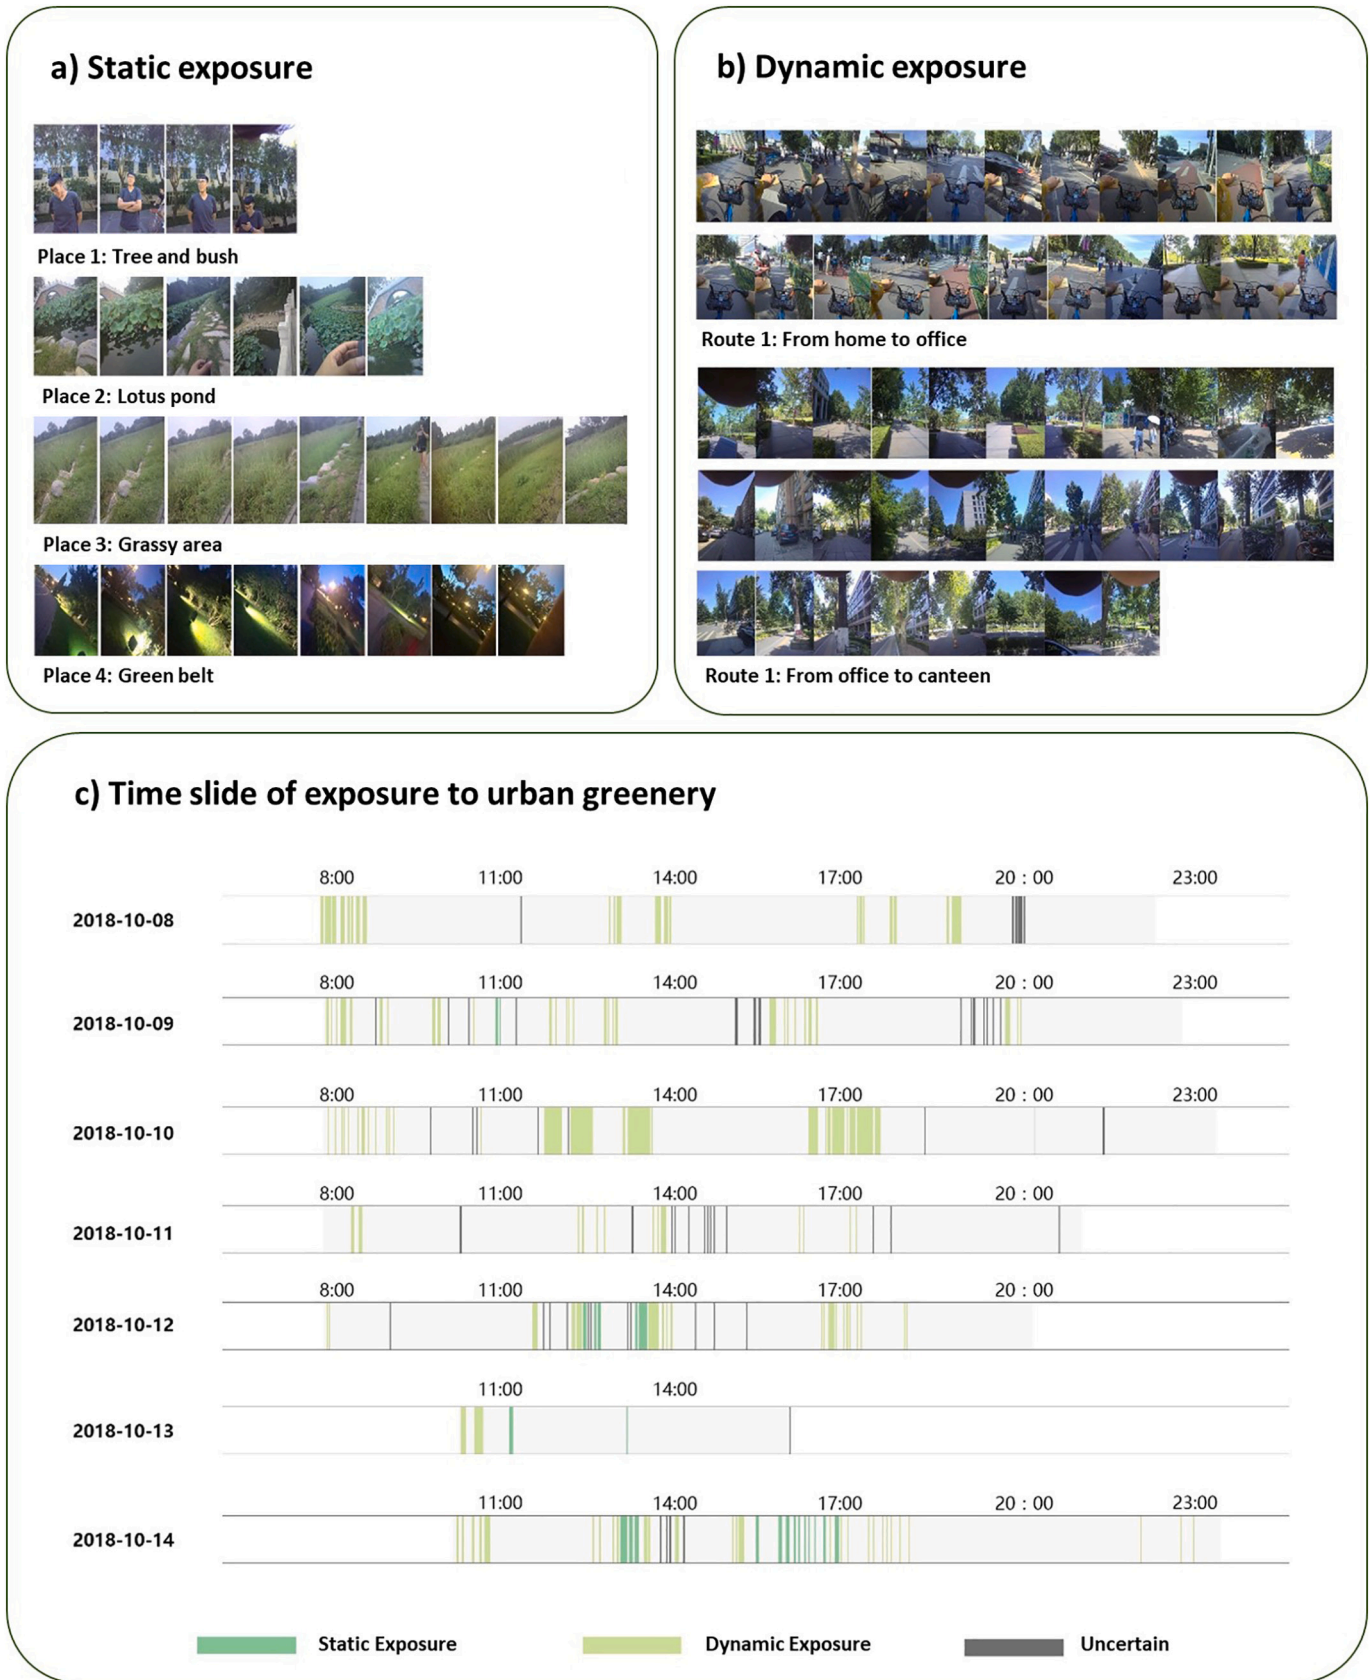 a) Static exposure
Place 1: Tree and bush
Place 2: Lotus pond
Place 3: Grassy area
Place 4: Green belt
b) Dynamic exposure
Route 1: From home to office
Route 1: From office to canteen
c) Time slide of exposure to urban greenery
8:00 11:00 14:00 17:00 20：00 23:00
2018-10-08
8:00 11:00 14:00 17:00 20：00 23:00
2018-10-09
8:00 11:00 14:00 17:00 20：00 23:00
2018-10-10
8:00 11:00 14:00 17:00 20：00
2018-10-11
8:00 11:00 14:00 17:00 20：00
2018-10-12
11:00 14:00
2018-10-13
11:00 14:00 17:00 20：00 23:00
2018-10-14
Static Exposure Dynamic Exposure Uncertain